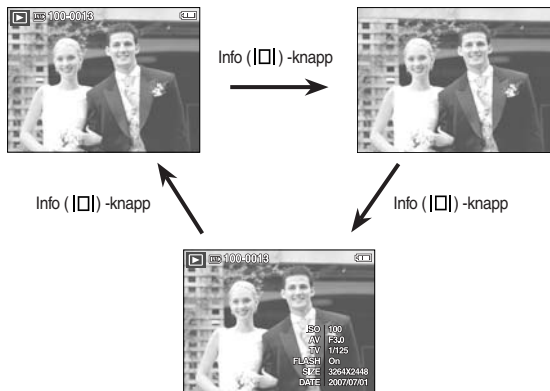 100-0013
Info ( ) -knapp
Info ( ) -knapp
Info ( ) -knapp
100-0013
ISO 100
AV F3.0
TV 1/125
FLASH On
SIZE 3264X2448
DATE 2007/07/01